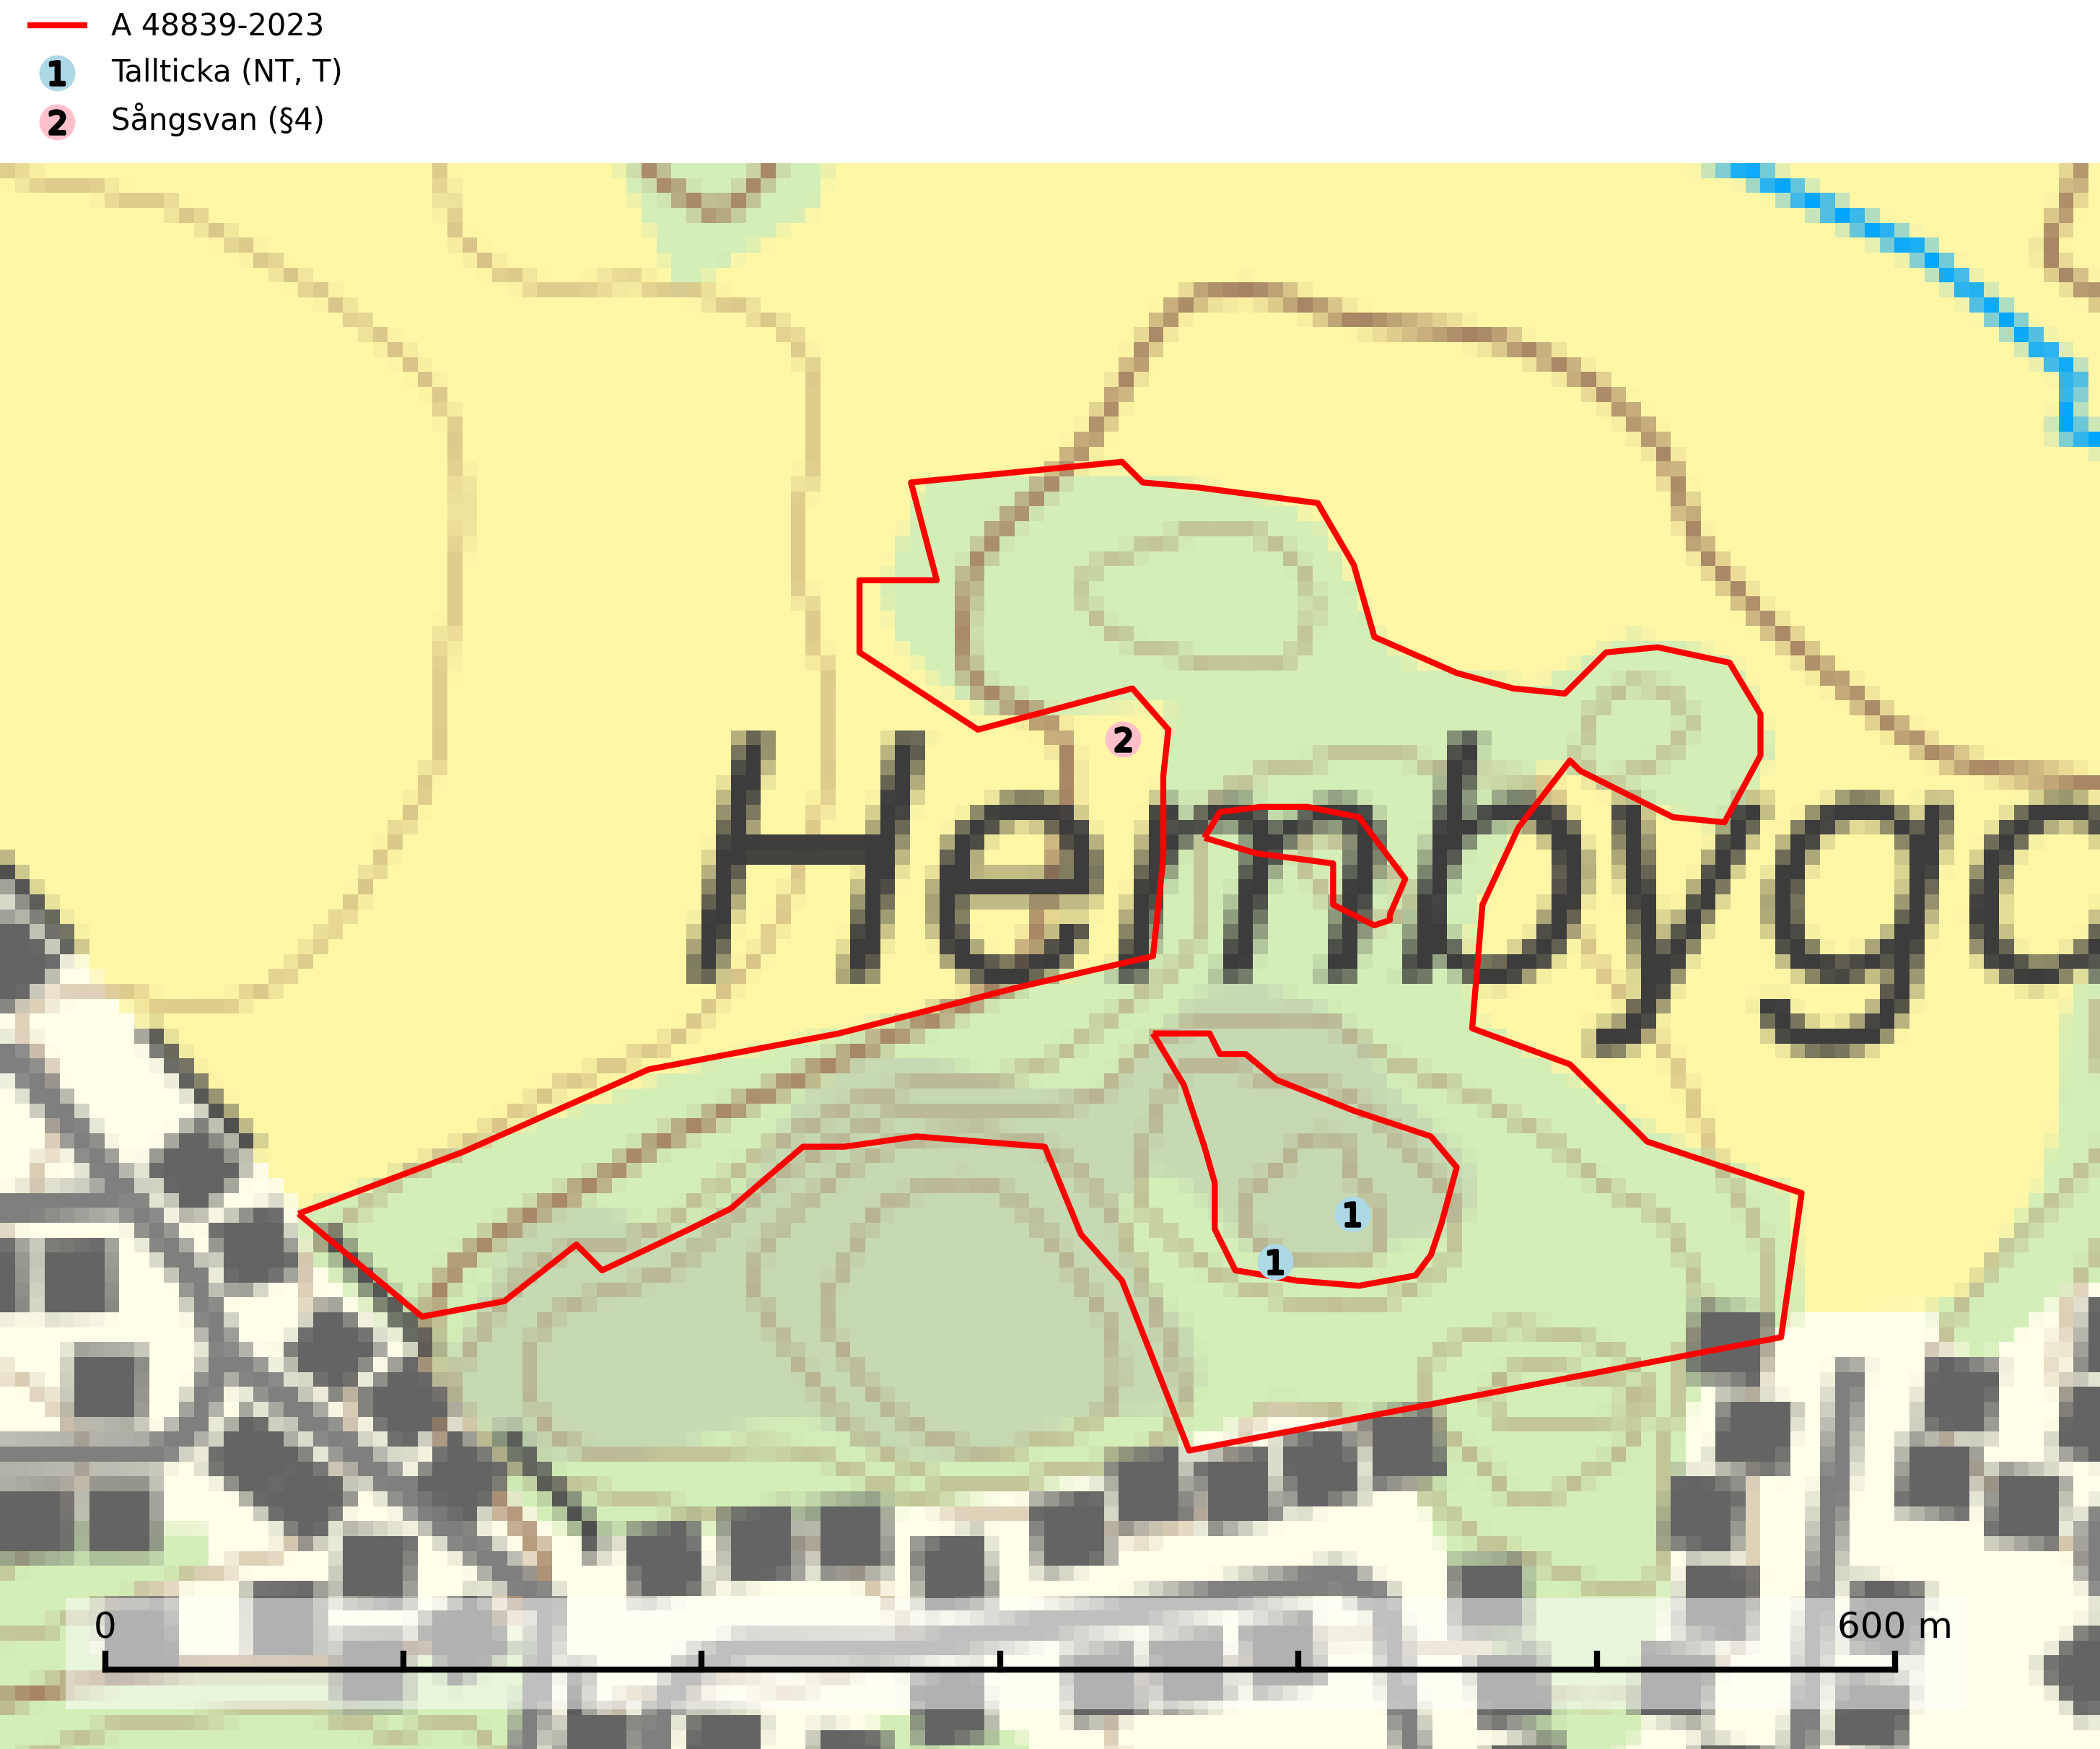 A 48839-2023
1 Tallticka (NT, T)
2 Sångsvan (§4)
2
Hembygd
1
1
0 600 m